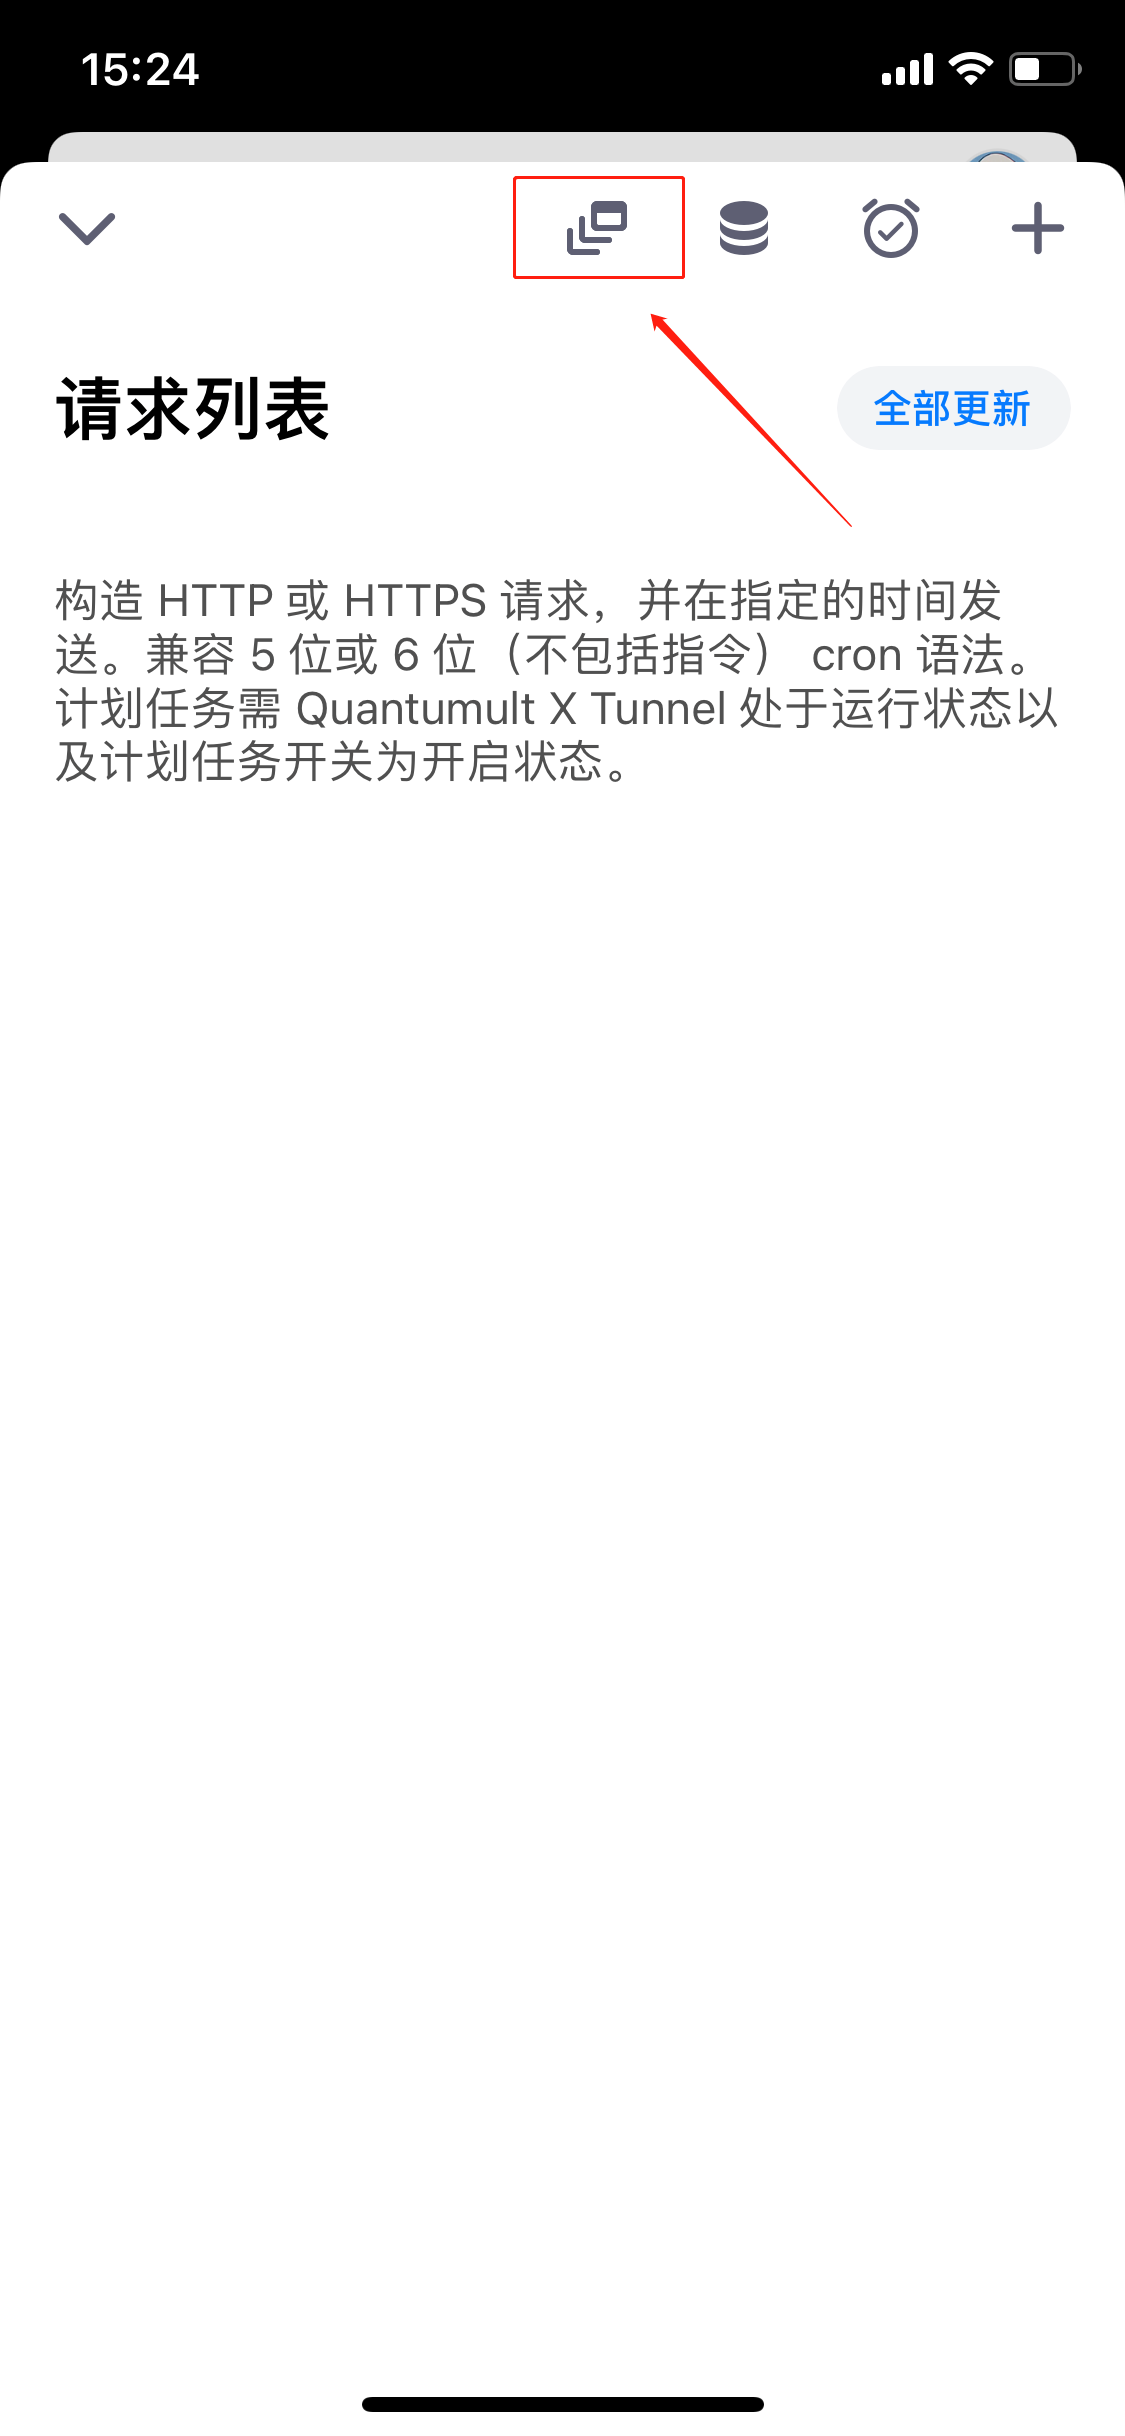 15:24
请求列表
全部更新
构造 HTTP 或 HTTPS 请求，并在指定的时间发
送。兼容 5 位或 6 位（不包括指令） cron 语法。
计划任务需 Quantumult X Tunnel 处于运行状态以
及计划任务开关为开启状态。